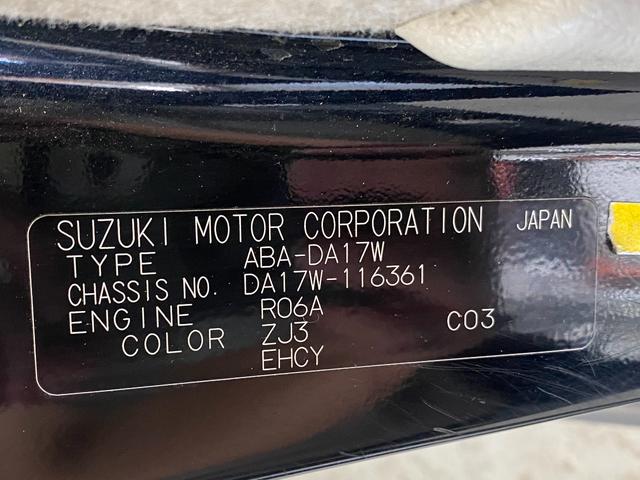 SUZUKI MOTOR CORPORATION JAPAN
TYPE ABA-DA17W
CHASSIS NO. DA17W-116361
ENGINE R06A
COLOR ZJ3 C03
EHCY